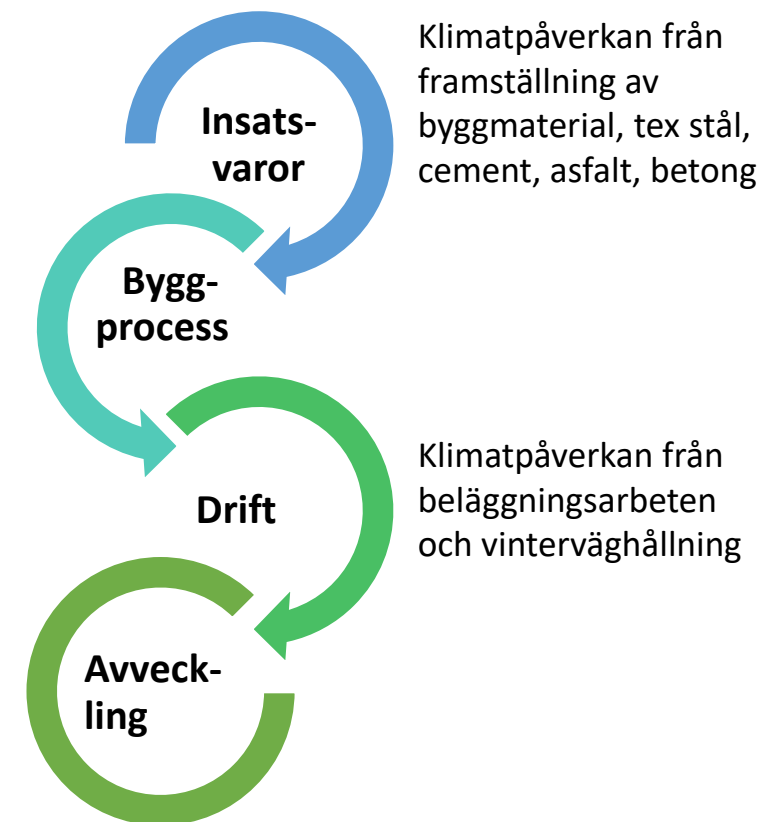 Klimatpåverkan från
framställning av
byggmaterial, tex stål,
cement, asfalt, betong
Insats-
varor
Bygg-
process
Klimatpåverkan från
beläggningsarbeten
och vinterväghållning
Drift
Avveck-
ling